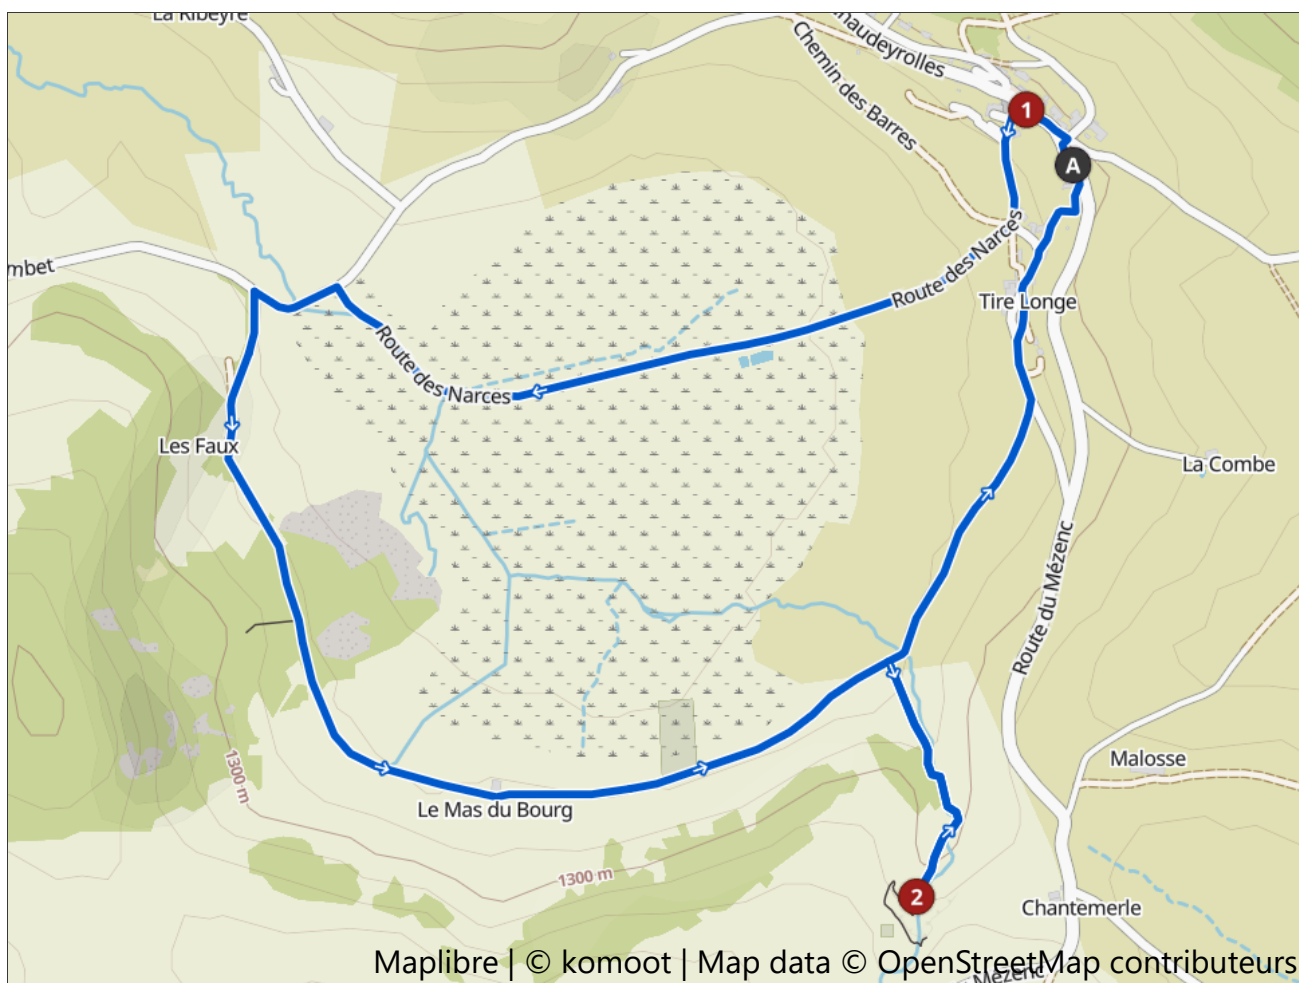 La Ribeyre
Chemin des Barres
1
A
mbet
Route des Narces
Tire Longe
Route des Narces
Les Faux
La Combe
Route du Mézenc
1300 m
Malosse
Le Mas du Bourg
1300 m
2
Chantemerle
Mézenc
Maplibre | © komoot | Map data © OpenStreetMap contributeurs